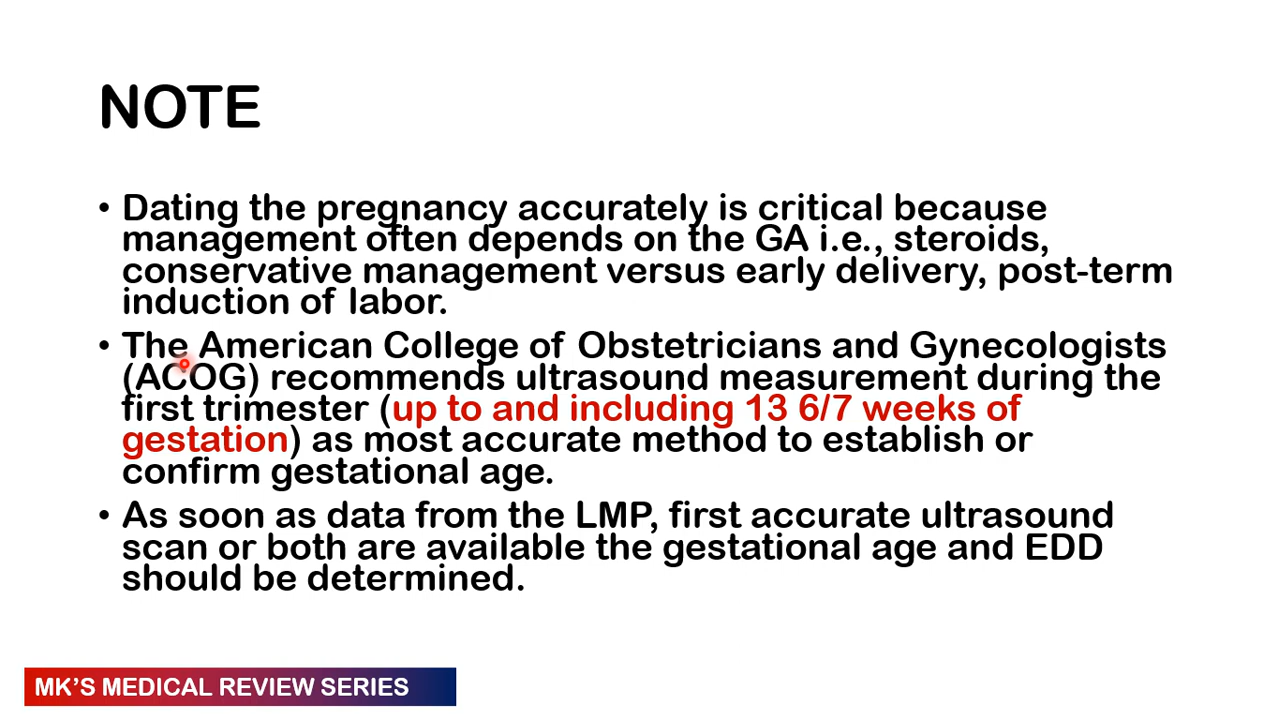 NOTE
• Dating the pregnancy accurately is critical because
management often depends on the GA i.e., steroids,
conservative management versus early delivery, post-term
induction of labor.
• The American College of Obstetricians and Gynecologists
(ACOG) recommends ultrasound measurement during the
first trimester (up to and including 13 6/7 weeks of
gestation) as most accurate method to establish or
confirm gestational age.
• As soon as data from the LMP, first accurate ultrasound
scan or both are available the gestational age and EDD
should be determined.
MK’S MEDICAL REVIEW SERIES